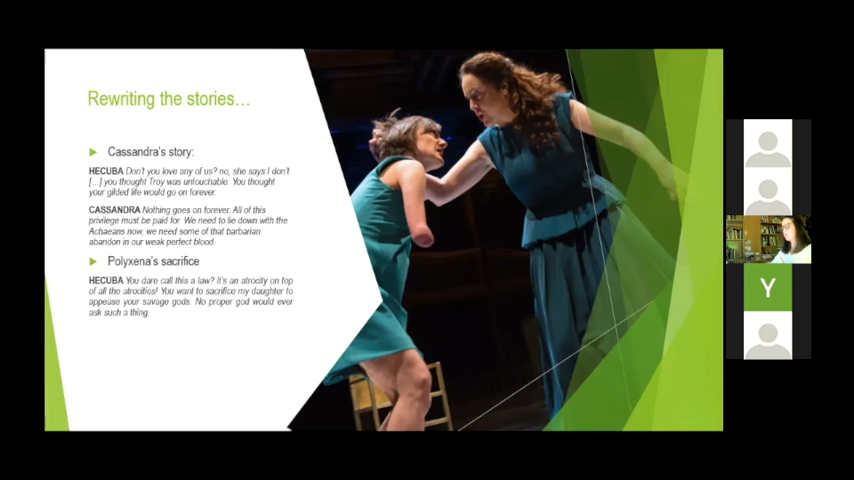 Rewriting the stories…
Cassandra's story:
HECUBA Don't you love any of us? no, she says I don't.
[...] you thought Troy was untouchable. You thought
your gilded life would go on forever.
CASSANDRA Nothing goes on forever. All of this
privilege must be paid for. We need to lie down with the
Achaeans now, we need some of that barbarian
abandon in our weak perfect blood.
Polyxena's sacrifice
HECUBA You dare call this a law? It's an atrocity on top
of all the atrocities! You want to sacrifice my daughter to
appease your savage gods. No proper god would ever
ask such a thing.
Y